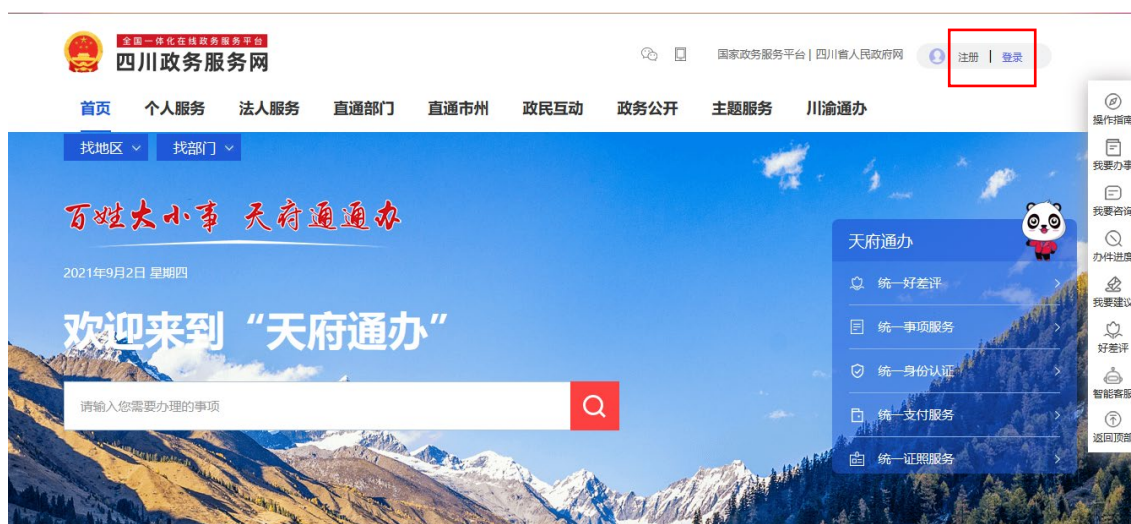 全国一体化在线政务服务平台
四川政务服务网
国家政务服务平台 | 四川省人民政府网
注册 | 登录
首页 个人服务 法人服务 直通部门 直通市州 政民互动 政务公开 主题服务 川渝通办
找地区 找部门
百姓大小事 天府通通办
2021年9月2日 星期四
欢迎来到“天府通办”
请输入您需要办理的事项
天府通办
统一好差评
统一事项服务
统一身份认证
统一支付服务
统一证照服务
操作指南
我要办事
我要咨询
办件进度
我要建议
好差评
智能客服
返回顶部